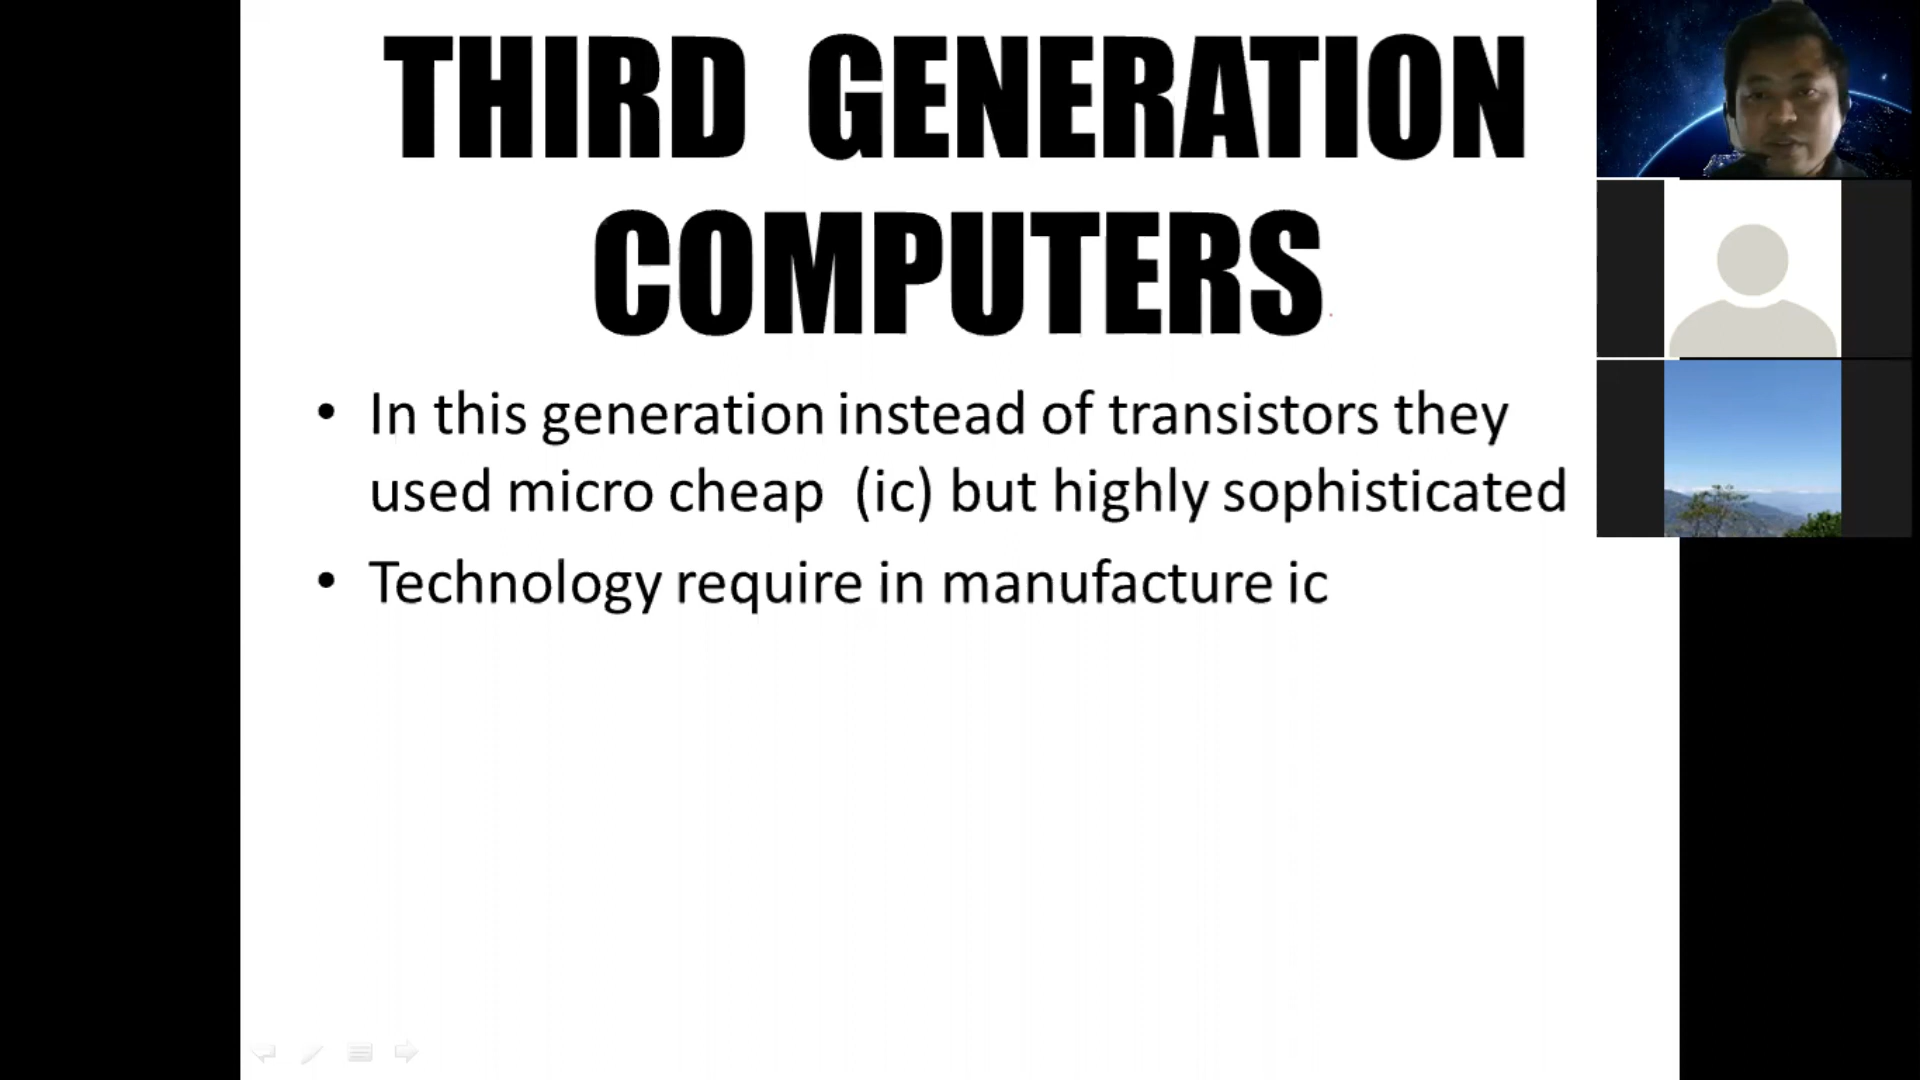 THIRD GENERATION
COMPUTERS
• In this generation instead of transistors they
used micro cheap (ic) but highly sophisticated
• Technology require in manufacture ic